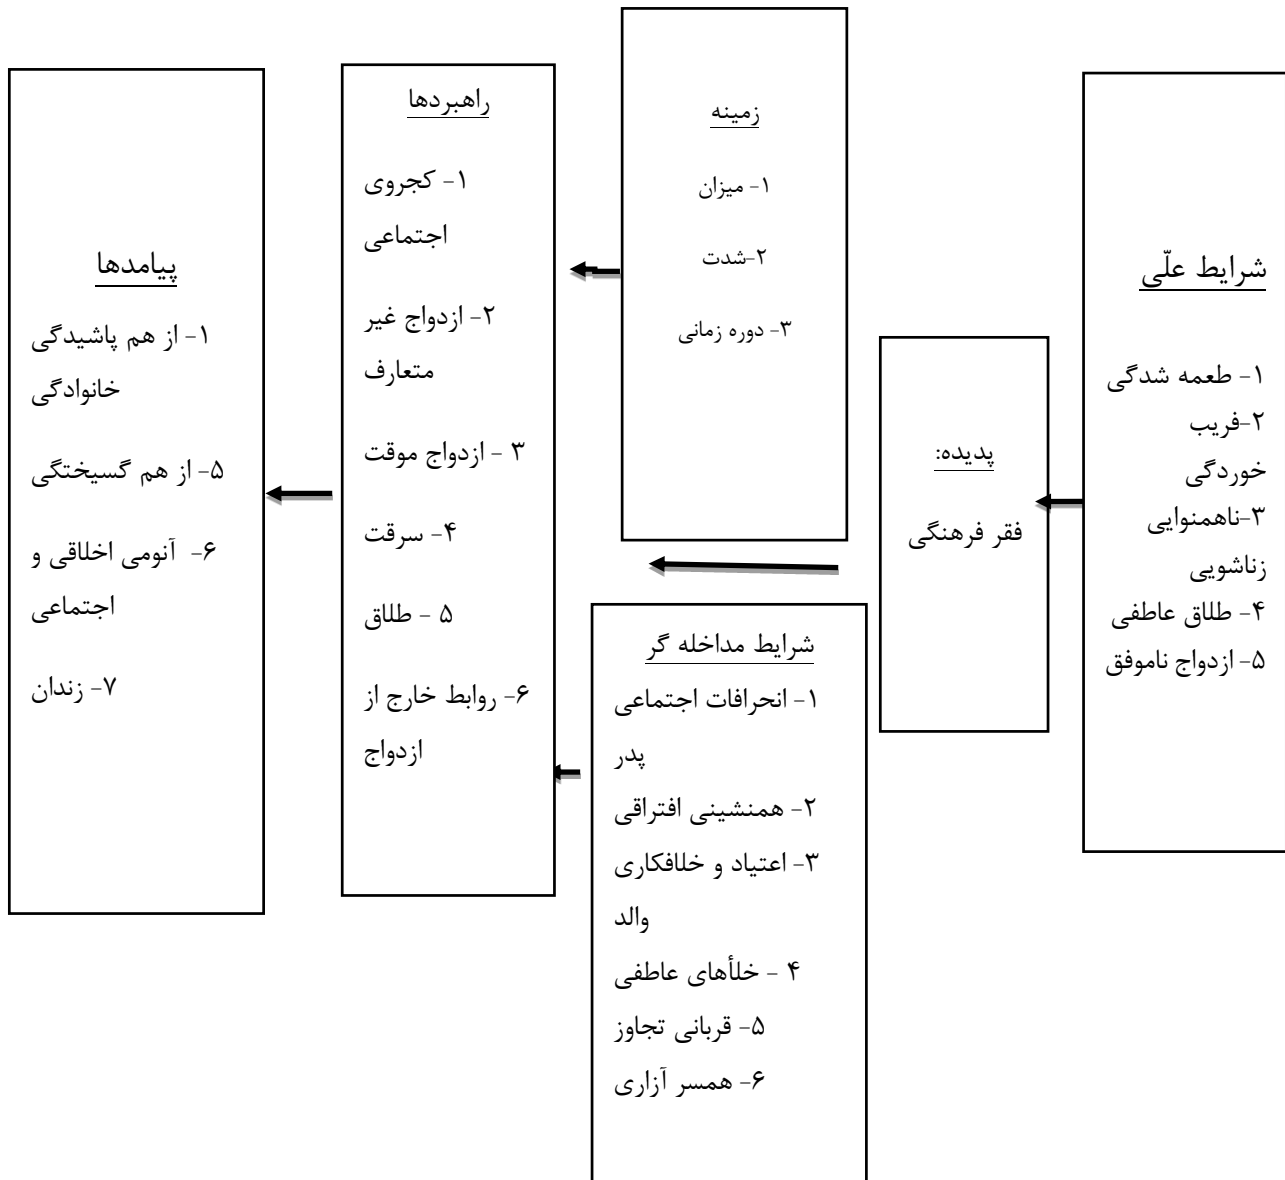 شرایط علّی
۱- طعمه شدگی
۲-فریب
خوردگی
۳-ناهمنوایی
زناشویی
۴- طلاق عاطفی
۵- ازدواج ناموفق
پدیده:
فقر فرهنگی
زمینه
۱- میزان
۲-شدت
۳- دوره زمانی
شرایط مداخله گر
۱- انحرافات اجتماعی
پدر
۲- همنشینی افتراقی
۳- اعتیاد و خلافکاری
والد
۴ - خلأهای عاطفی
۵- قربانی تجاوز
۶- همسر آزاری
راهبردها
۱- کجروی
اجتماعی
۲- ازدواج غیر
متعارف
۳ - ازدواج موقت
۴- سرقت
۵ - طلاق
۶- روابط خارج از
ازدواج
پیامدها
۱- از هم پاشیدگی
خانوادگی
۵- از هم گسیختگی
۶- آنومی اخلاقی و
اجتماعی
۷- زندان